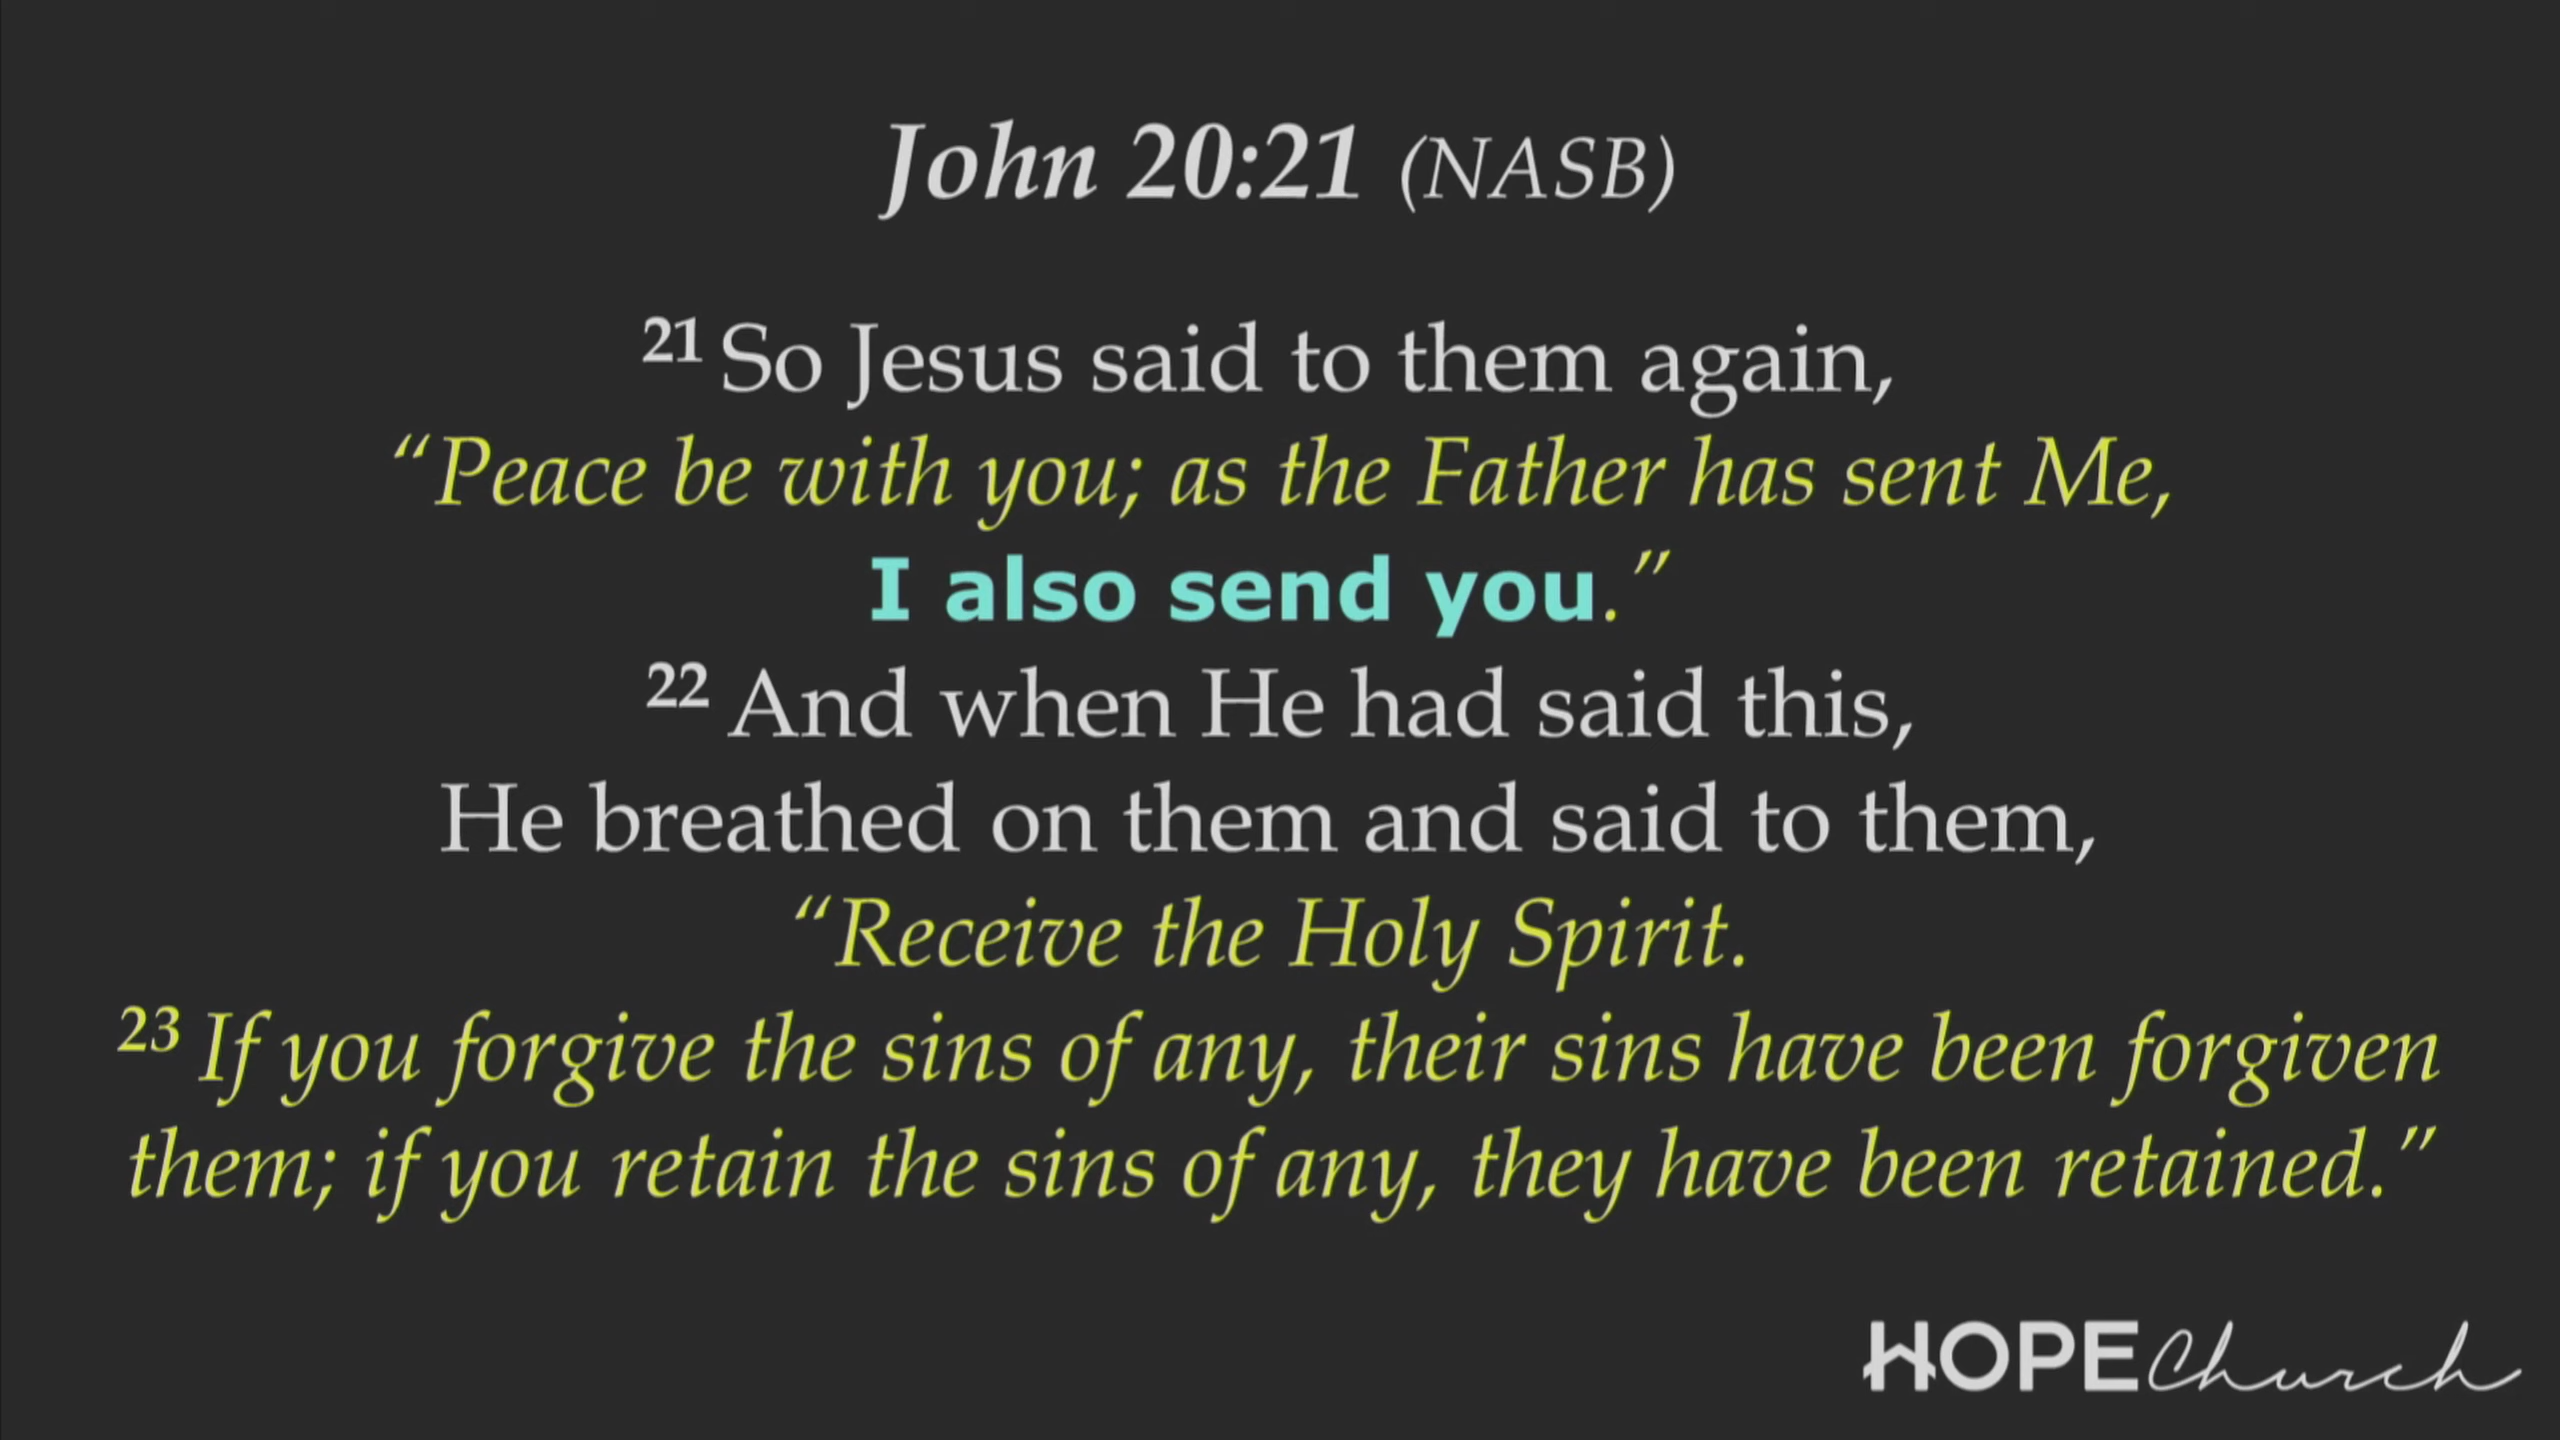 John 20:21 (NASB)
21 So Jesus said to them again,
“Peace be with you; as the Father has sent Me,
I also send you.”
22 And when He had said this,
He breathed on them and said to them,
“Receive the Holy Spirit.
23 If you forgive the sins of any, their sins have been forgiven
them; if you retain the sins of any, they have been retained.”
HOPE Church